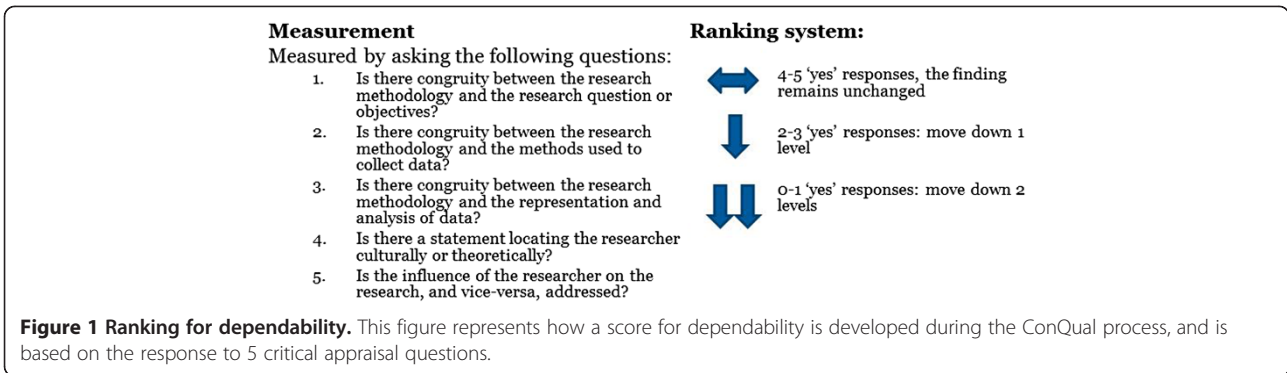 Measurement
Measured by asking the following questions:
1. Is there congruity between the research
methodology and the research question or
objectives?
2. Is there congruity between the research
methodology and the methods used to
collect data?
3. Is there congruity between the research
methodology and the representation and
analysis of data?
4. Is there a statement locating the researcher
culturally or theoretically?
5. Is the influence of the researcher on the
research, and vice-versa, addressed?
Ranking system:
4-5 ‘yes’ responses, the finding
remains unchanged
2-3 ‘yes’ responses: move down 1
level
0-1 ‘yes’ responses: move down 2
levels
Figure 1 Ranking for dependability. This figure represents how a score for dependability is developed during the ConQual process, and is
based on the response to 5 critical appraisal questions.